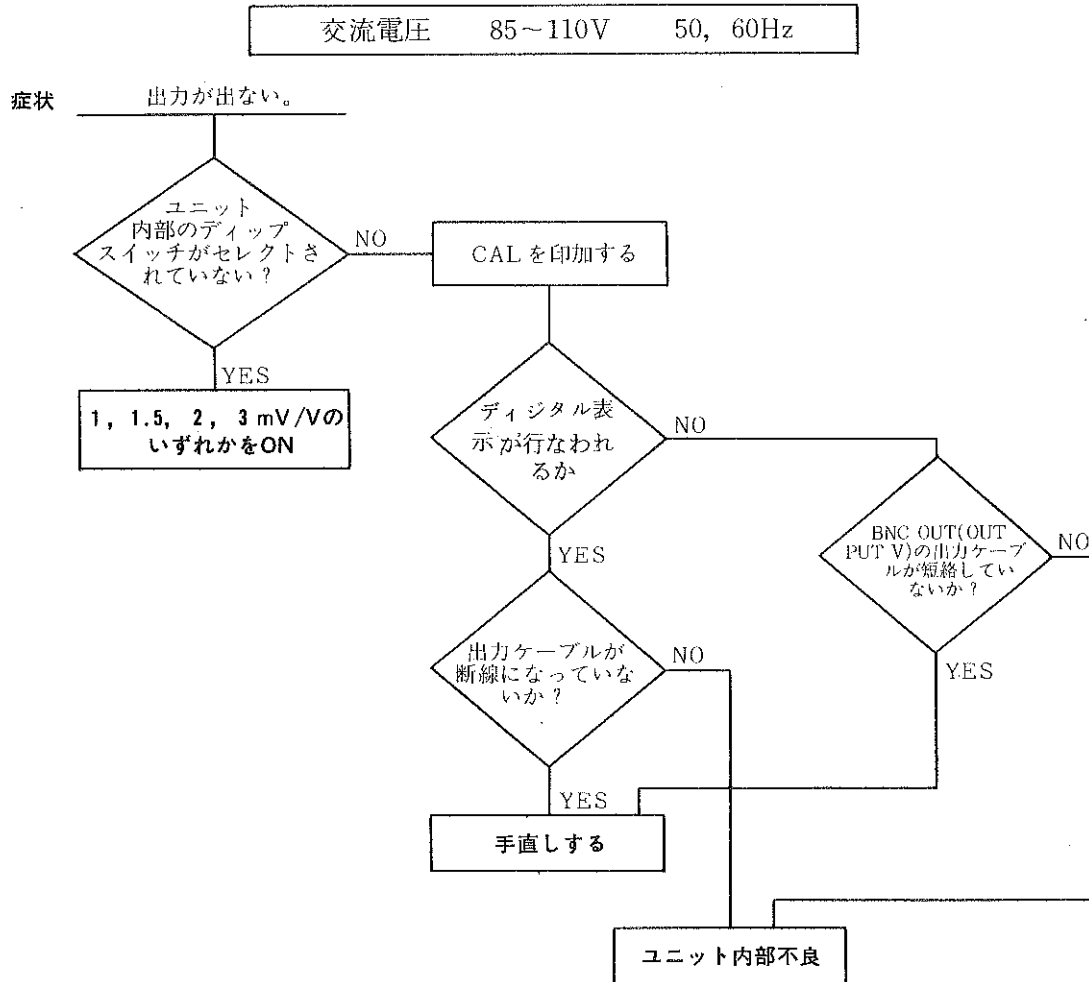 交流電圧 85～110V 50, 60Hz
症状 出力が出ない。
ユニット
内部のディップ
スイッチがセレクトさ
れていない?
NO
CALを印加する
YES
1, 1.5, 2, 3 mV/Vの
いずれかをON
ディジタル表
示が行なわれ
るか
NO
BNC OUT(OUT
PUT V)の出力ケーブ
ルが短絡してい
ないか?
NO
YES
出力ケーブルが
断線になっていな
いか?
NO
YES
YES
手直しする
ユニット内部不良